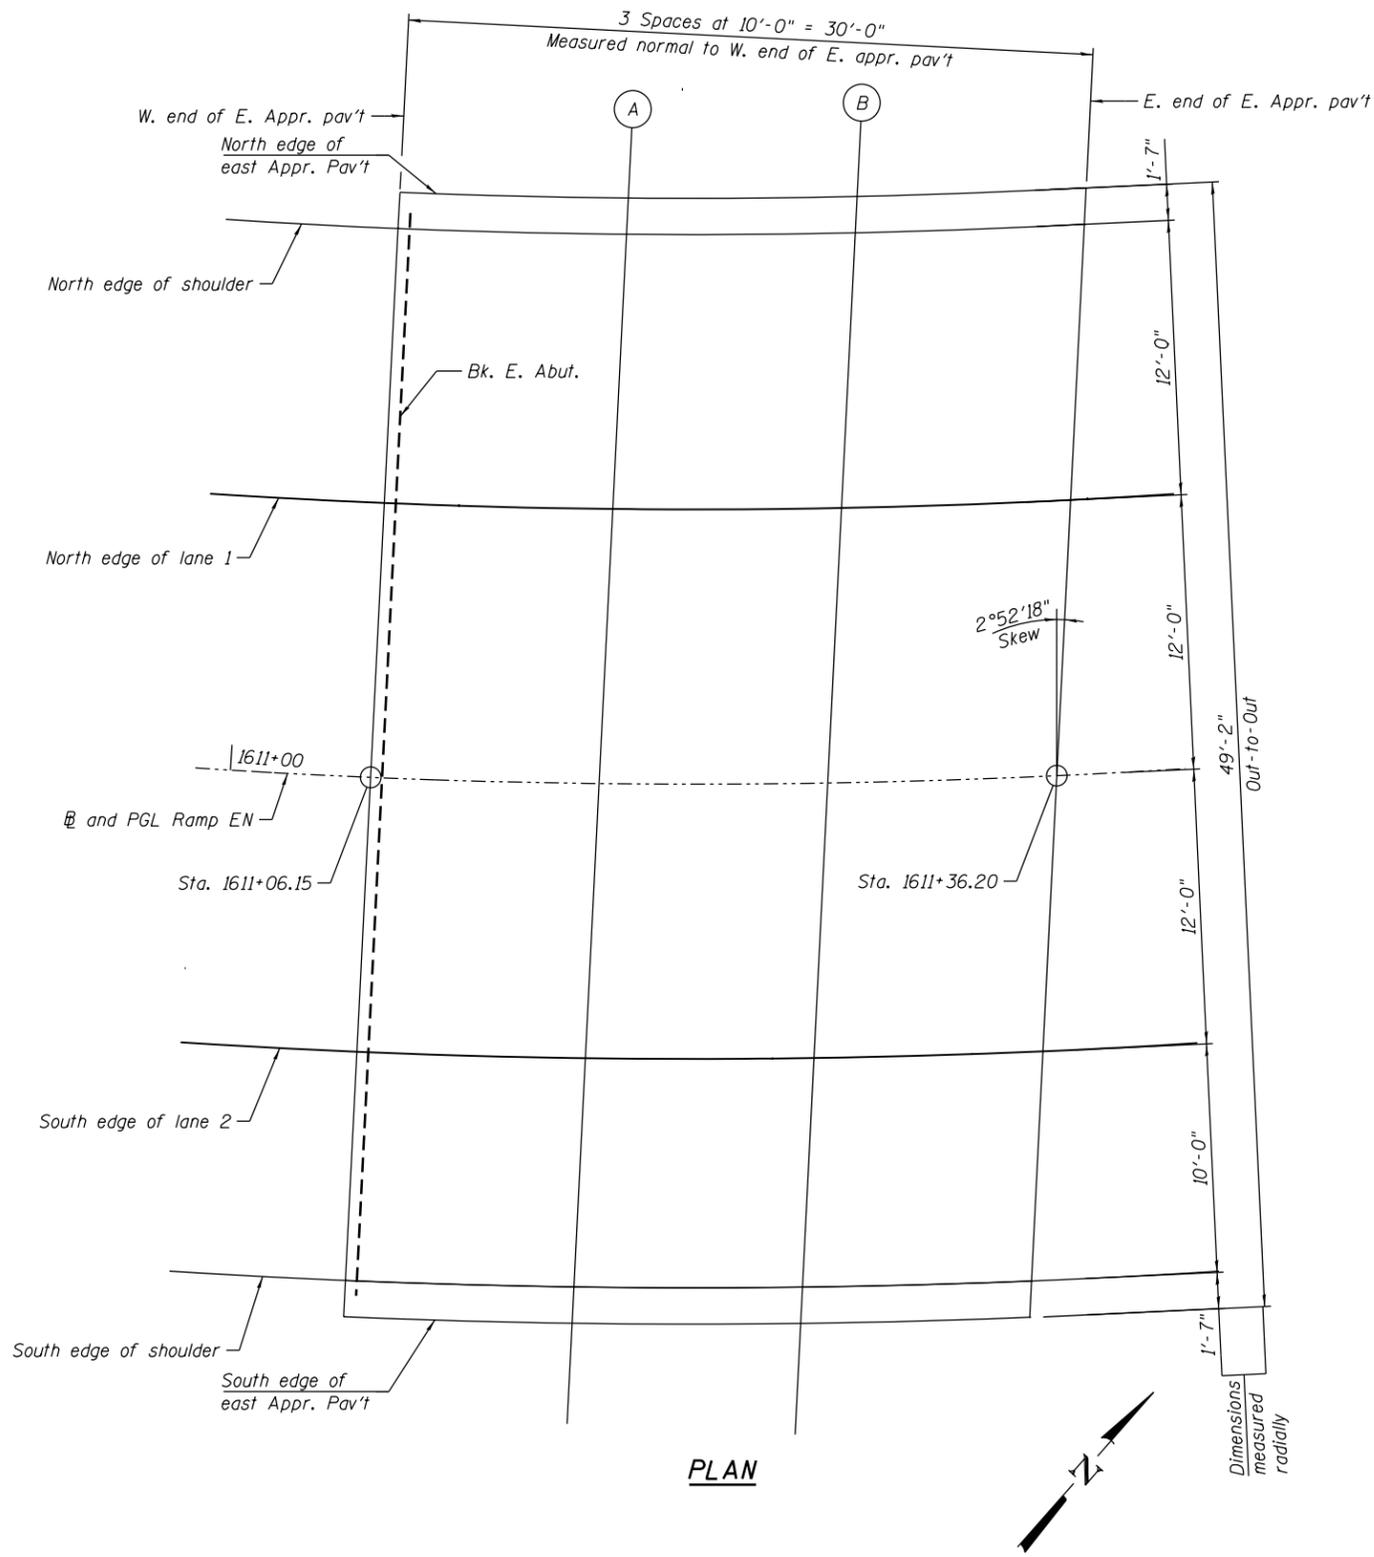 3 Spaces at 10'-0" = 30'-0"
Measured normal to W. end of E. appr. pav't
W. end of E. Appr. pav't
A
B
E. end of E. Appr. pav't
North edge of
east Appr. Pav't
1'-7"
North edge of shoulder
12'-0"
Bk. E. Abut.
North edge of lane 1
2°52'18"
Skew
12'-0"
49'-2"
Out-to-Out
1611+00
℄ and PGL Ramp EN
Sta. 1611+06.15
Sta. 1611+36.20
12'-0"
South edge of lane 2
10'-0"
South edge of shoulder
1'-7"
South edge of
east Appr. Pav't
Dimensions
measured
radially
PLAN
N